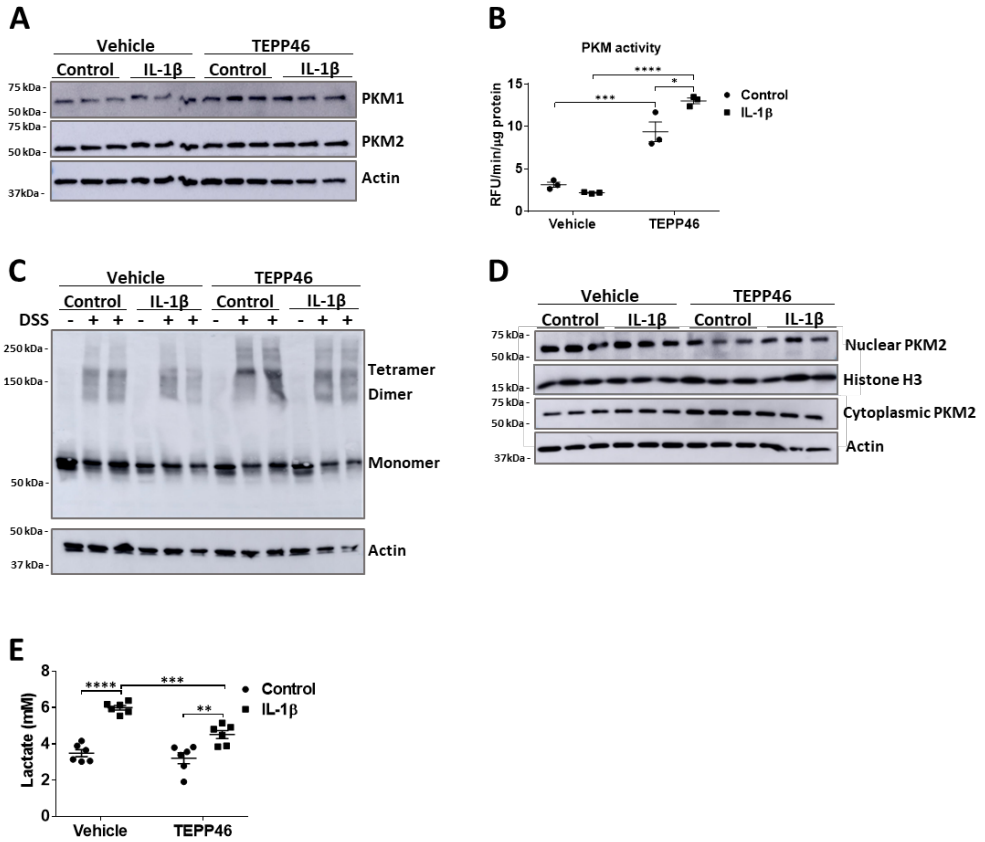 A
Vehicle TEPP46
Control IL-1β Control IL-1β
75 kDa -
50 kDa -
PKM1
75 kDa -
50 kDa -
PKM2
37kDa -
Actin
B
PKM activity
RFU/min/μg protein
15
10
5
0
****
*
***
Control
IL-1β
Vehicle TEPP46
C
Vehicle TEPP46
Control IL-1β Control IL-1β
DSS - + + - + + - + + - + +
250 kDa -
150 kDa -
50 kDa -
Tetramer
Dimer
Monomer
50 kDa -
37 kDa -
Actin
D
Vehicle TEPP46
Control IL-1β Control IL-1β
75 kDa -
50 kDa -
Nuclear PKM2
15 kDa -
Histone H3
75 kDa -
50 kDa -
Cytoplasmic PKM2
37kDa -
Actin
E
Lactate (mM)
8
6
4
2
0
****
***
**
Control
IL-1β
Vehicle TEPP46